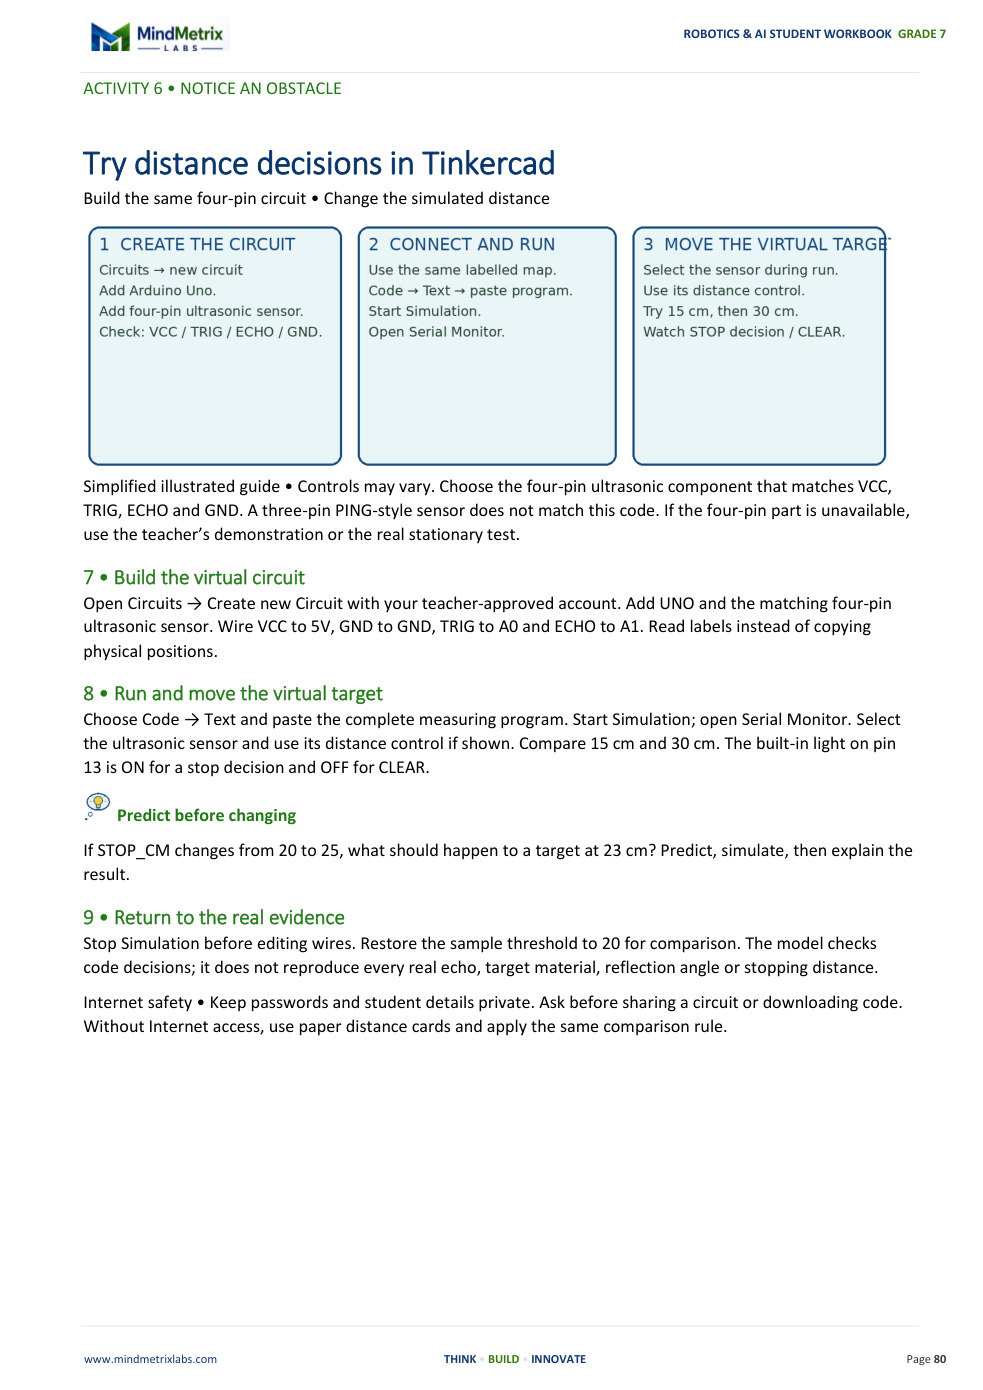 MindMetrix
LABS
ROBOTICS & AI STUDENT WORKBOOK GRADE 7
ACTIVITY 6 • NOTICE AN OBSTACLE
Try distance decisions in Tinkercad
Build the same four-pin circuit • Change the simulated distance
1 CREATE THE CIRCUIT
Circuits → new circuit
Add Arduino Uno.
Add four-pin ultrasonic sensor.
Check: VCC / TRIG / ECHO / GND.
2 CONNECT AND RUN
Use the same labelled map.
Code → Text → paste program.
Start Simulation.
Open Serial Monitor.
3 MOVE THE VIRTUAL TARGE
Select the sensor during run.
Use its distance control.
Try 15 cm, then 30 cm.
Watch STOP decision / CLEAR.
Simplified illustrated guide • Controls may vary. Choose the four-pin ultrasonic component that matches VCC,
TRIG, ECHO and GND. A three-pin PING-style sensor does not match this code. If the four-pin part is unavailable,
use the teacher’s demonstration or the real stationary test.
7 • Build the virtual circuit
Open Circuits → Create new Circuit with your teacher-approved account. Add UNO and the matching four-pin
ultrasonic sensor. Wire VCC to 5V, GND to GND, TRIG to A0 and ECHO to A1. Read labels instead of copying
physical positions.
8 • Run and move the virtual target
Choose Code → Text and paste the complete measuring program. Start Simulation; open Serial Monitor. Select
the ultrasonic sensor and use its distance control if shown. Compare 15 cm and 30 cm. The built-in light on pin
13 is ON for a stop decision and OFF for CLEAR.
Predict before changing
If STOP_CM changes from 20 to 25, what should happen to a target at 23 cm? Predict, simulate, then explain the
result.
9 • Return to the real evidence
Stop Simulation before editing wires. Restore the sample threshold to 20 for comparison. The model checks
code decisions; it does not reproduce every real echo, target material, reflection angle or stopping distance.
Internet safety • Keep passwords and student details private. Ask before sharing a circuit or downloading code.
Without Internet access, use paper distance cards and apply the same comparison rule.
www.mindmetrixlabs.com
THINK • BUILD • INNOVATE
Page 80